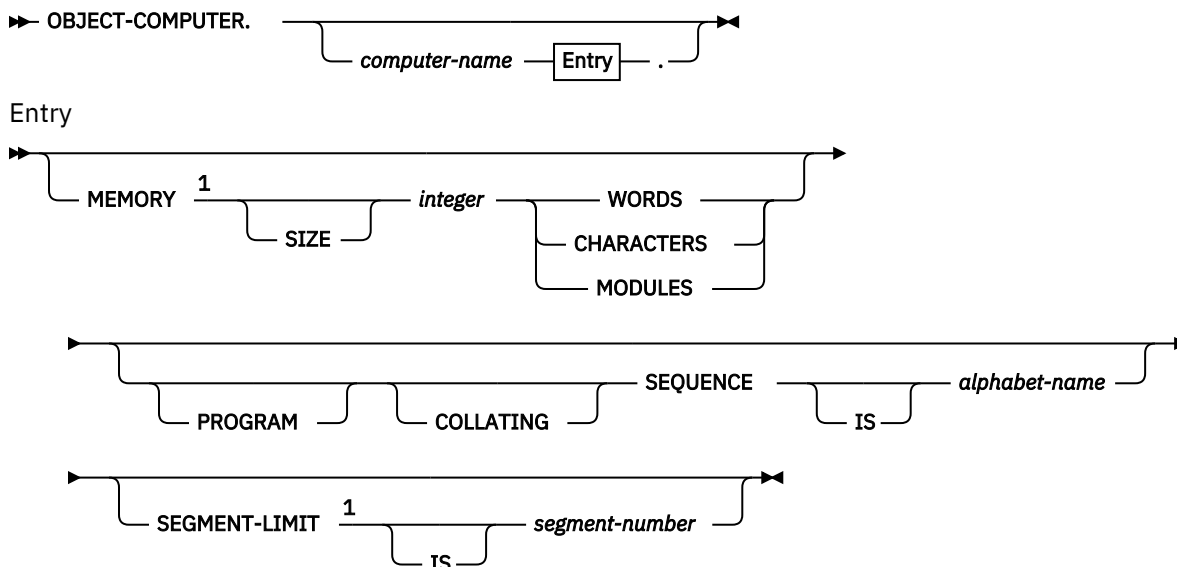 OBJECT-COMPUTER.
computer-name Entry .
Entry
MEMORY 1 integer WORDS
SIZE CHARACTERS
MODULES
SEQUENCE alphabet-name
PROGRAM COLLATING IS
SEGMENT-LIMIT 1 segment-number
IS